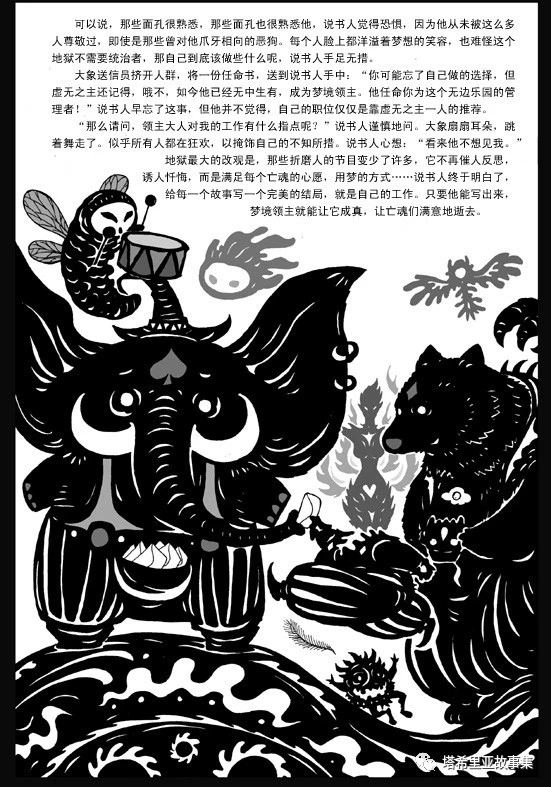 可以说，那些面孔很熟悉，那些面孔也很熟悉他，说书人觉得恐惧，因为他从未被这么多
人尊敬过，即使是那些曾对他爪牙相向的恶狗。每个人脸上都洋溢着梦想的笑容，也难怪这个
地狱不需要统治者，那自己到底该做些什么呢，说书人手足无措。
大象送信员挤开人群，将一份任命书，送到说书人手中：“你可能忘了自己做的选择，但
虚无之主还记得，哦不，如今他已经无中生有，成为梦境领主。他任命你为这个无边乐园的管
理者！”说书人早忘了这事，但他并不觉得，自己的职位仅仅是靠虚无之主一人的推荐。
“那么请问，领主大人对我的工作有什么指点呢？”说书人谨慎地问。大象扇扇耳朵，跳
着舞走了。似乎所有人都在狂欢，以掩饰自己的不知所措。说书人心想：“看来他不想见我。”
地狱最大的改观是，那些折磨人的节目变少了许多，它不再催人反思，
诱人忏悔，而是满足每个亡魂的心愿，用梦的方式……说书人终于明白了，
给每一个故事写一个完美的结局，就是自己的工作。只要他能写出来，
梦境领主就能让它成真，让亡魂们满意地逝去。
塔希里亚故事集